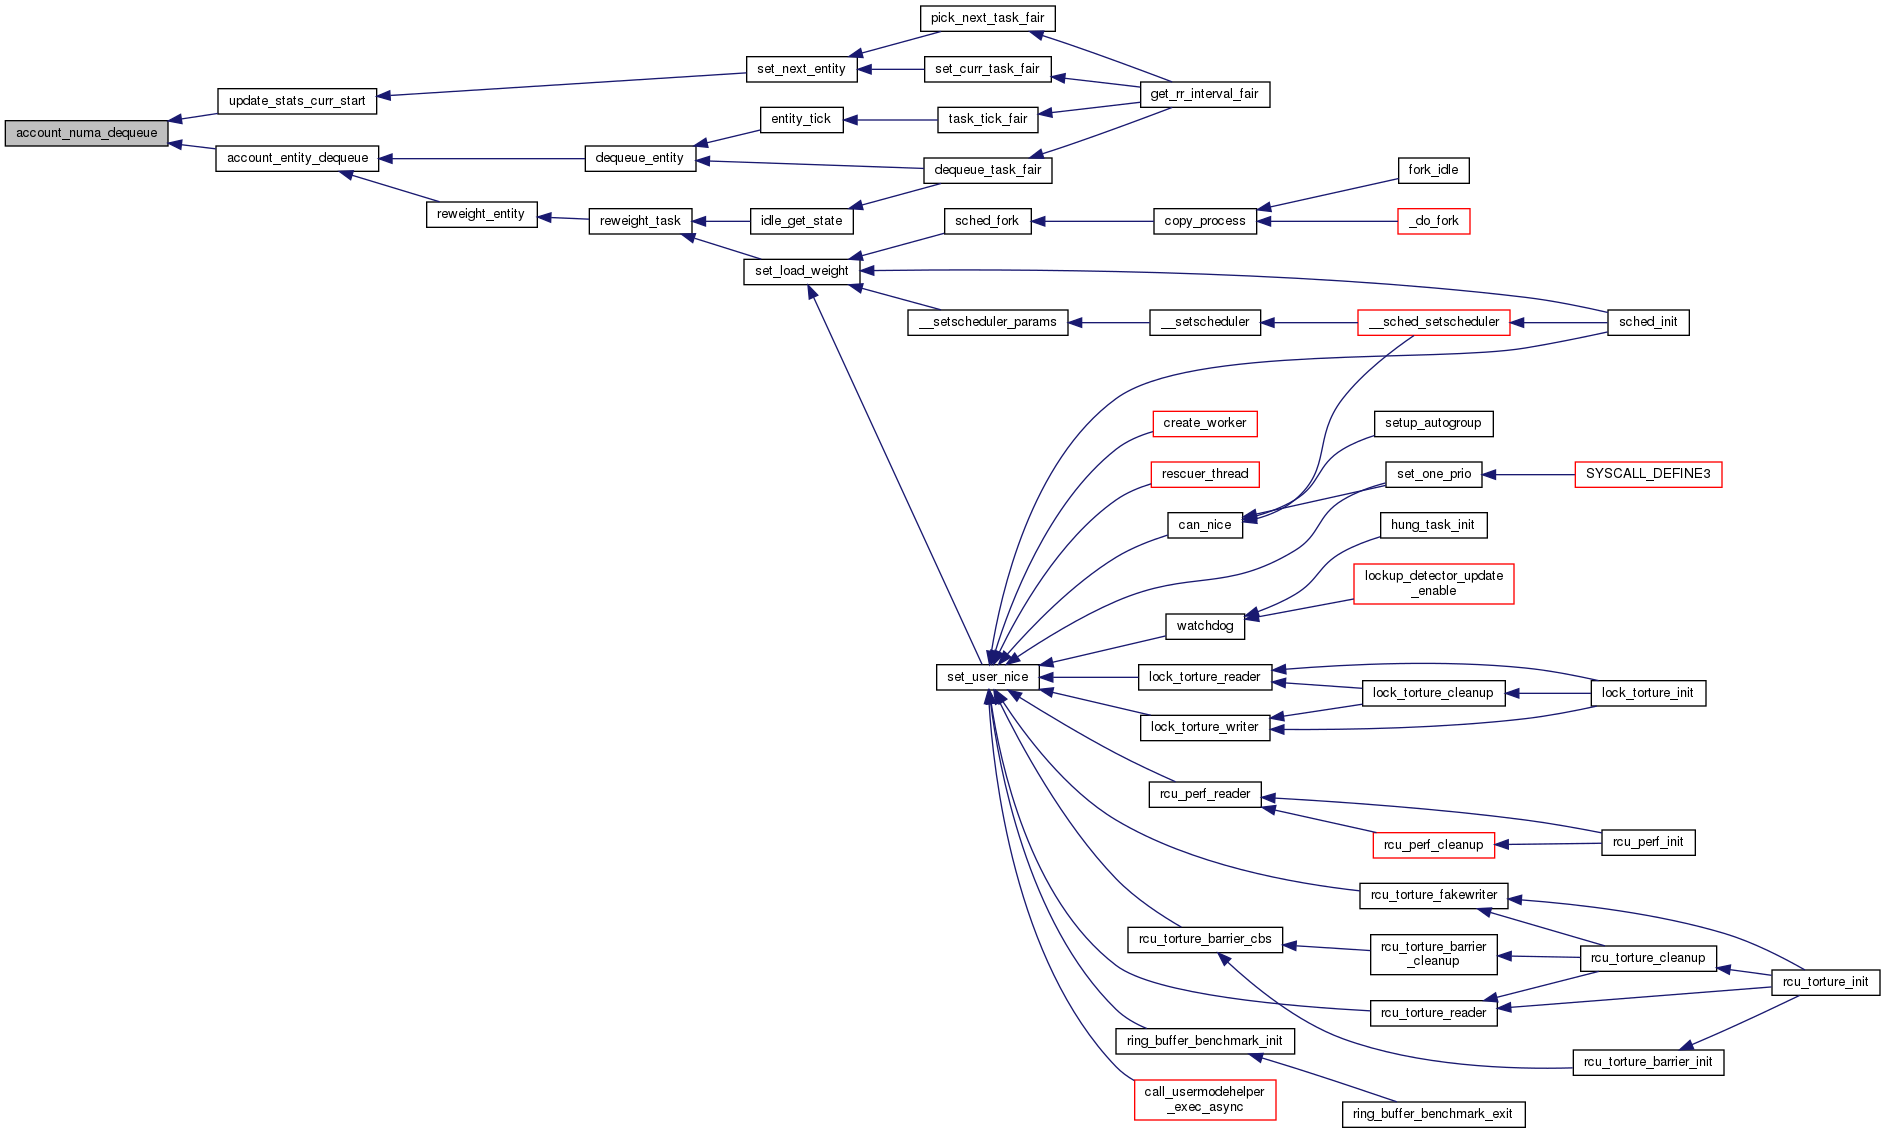 pick_next_task_fair
set_next_entity
set_curr_task_fair
update_stats_curr_start
get_rr_interval_fair
account_numa_dequeue
entity_tick
task_tick_fair
account_entity_dequeue
dequeue_entity
dequeue_task_fair
fork_idle
reweight_entity
reweight_task
idle_get_state
sched_fork
copy_process
_do_fork
set_load_weight
__setscheduler_params
__setscheduler
__sched_setscheduler
sched_init
create_worker
setup_autogroup
rescuer_thread
set_one_prio
SYSCALL_DEFINE3
can_nice
hung_task_init
lockup_detector_update
_enable
watchdog
set_user_nice
lock_torture_reader
lock_torture_cleanup
lock_torture_init
lock_torture_writer
rcu_perf_reader
rcu_perf_cleanup
rcu_perf_init
rcu_torture_fakewriter
rcu_torture_barrier_cbs
rcu_torture_barrier
_cleanup
rcu_torture_cleanup
rcu_torture_init
rcu_torture_reader
ring_buffer_benchmark_init
rcu_torture_barrier_init
call_usermodehelper
_exec_async
ring_buffer_benchmark_exit